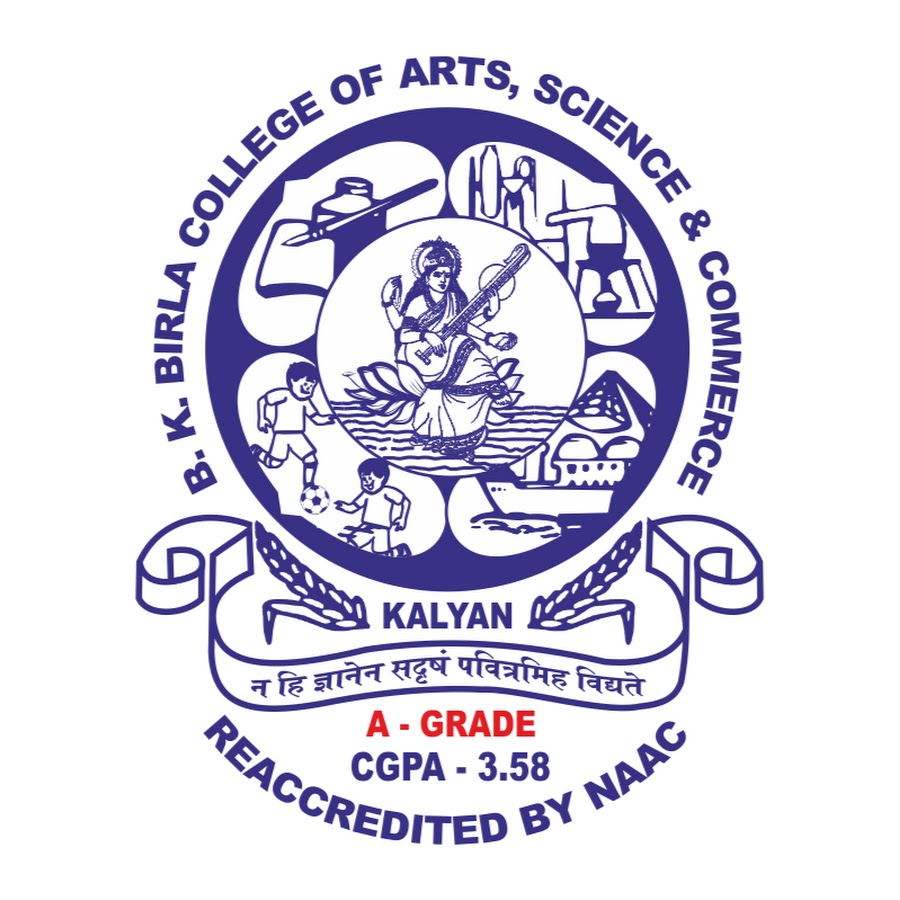 B. K. BIRLA COLLEGE OF ARTS, SCIENCE & COMMERCE
KALYAN
न हि ज्ञानेन सदृषं पवित्रमिह विद्यते
A - GRADE
CGPA - 3.58
REACCREDITED BY NAAC